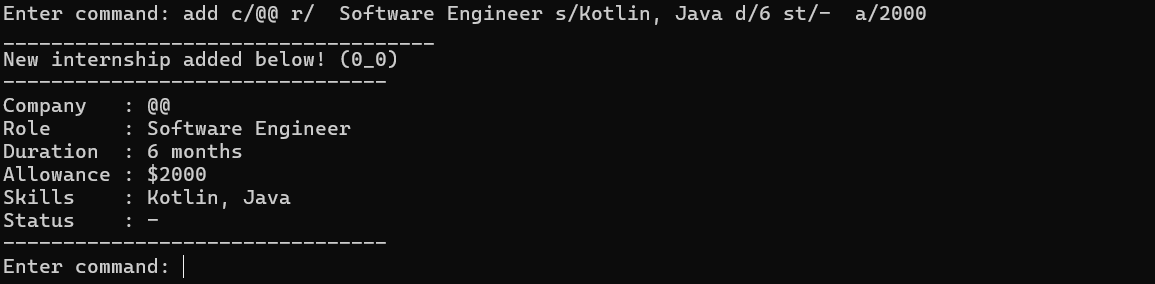 Enter command: add c/@@ r/  Software Engineer s/Kotlin, Java d/6 st/-  a/2000
____________________________________
New internship added below! (0_0)
--------------------------------
Company   : @@
Role      : Software Engineer
Duration  : 6 months
Allowance : $2000
Skills    : Kotlin, Java
Status    : -
--------------------------------
Enter command: